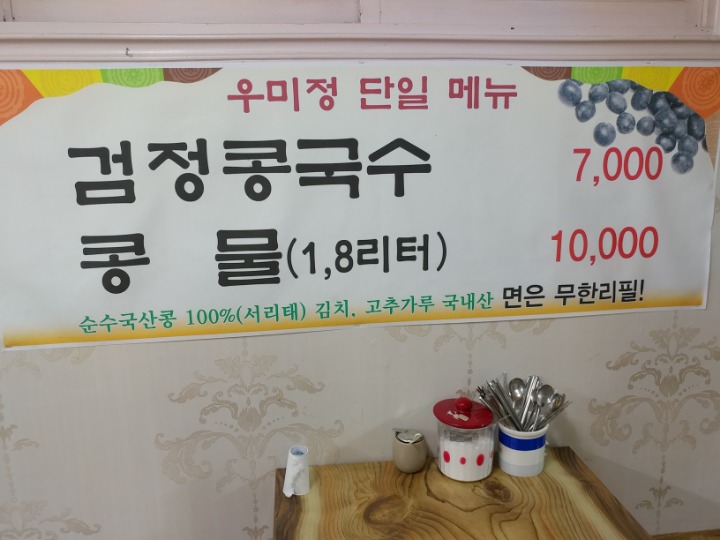 우미정 단일 메뉴
검정콩국수 7,000
콩 물(1,8리터) 10,000
순수국산콩 100%(서리태) 김치, 고추가루 국내산 면은 무한리필!